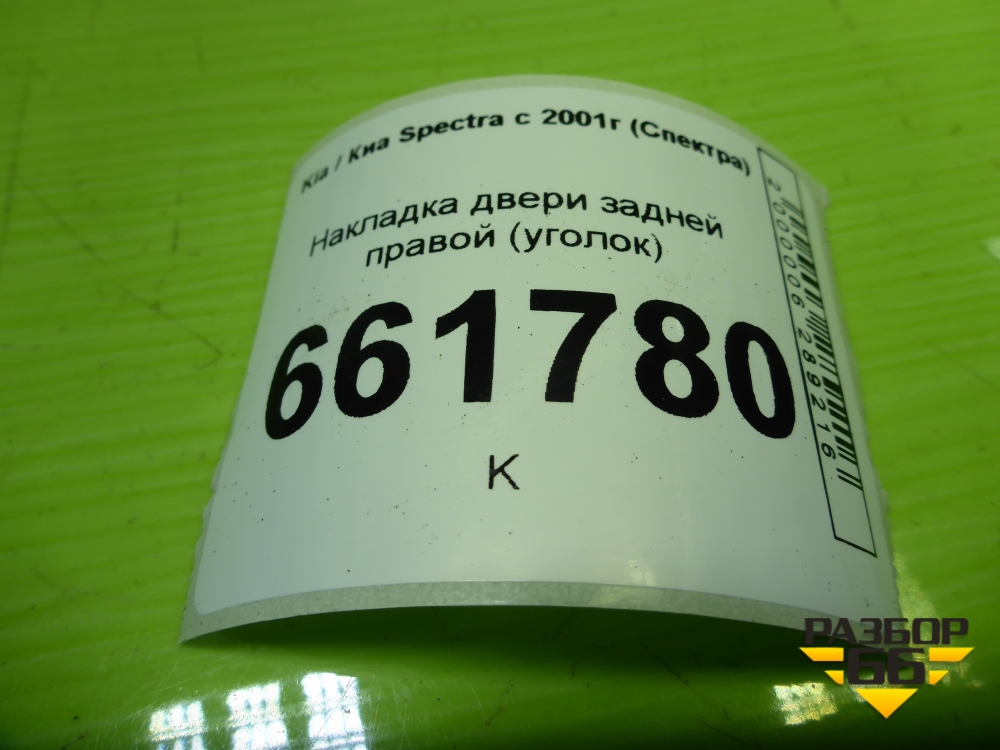 Kia / Киа Spectra с 2001г (Спектра)
Накладка двери задней
правой (уголок)
661780
К
2000006289216
РАЗБОР
66